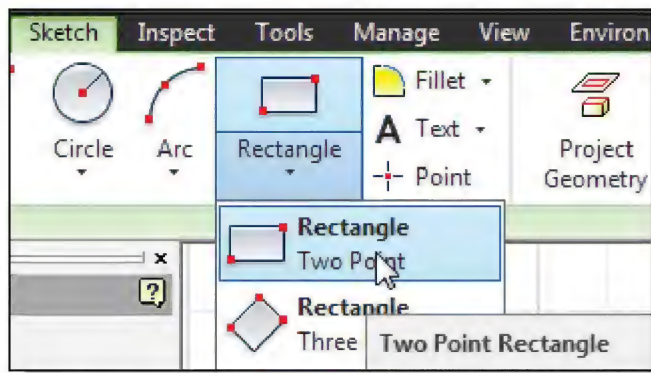 Sketch Inspect Tools Manage View Environ
Circle Arc Rectangle Fillet
A Text
Point
Project
Geometry
Rectangle
Two Point
?
Rectangle
Three
Two Point Rectangle